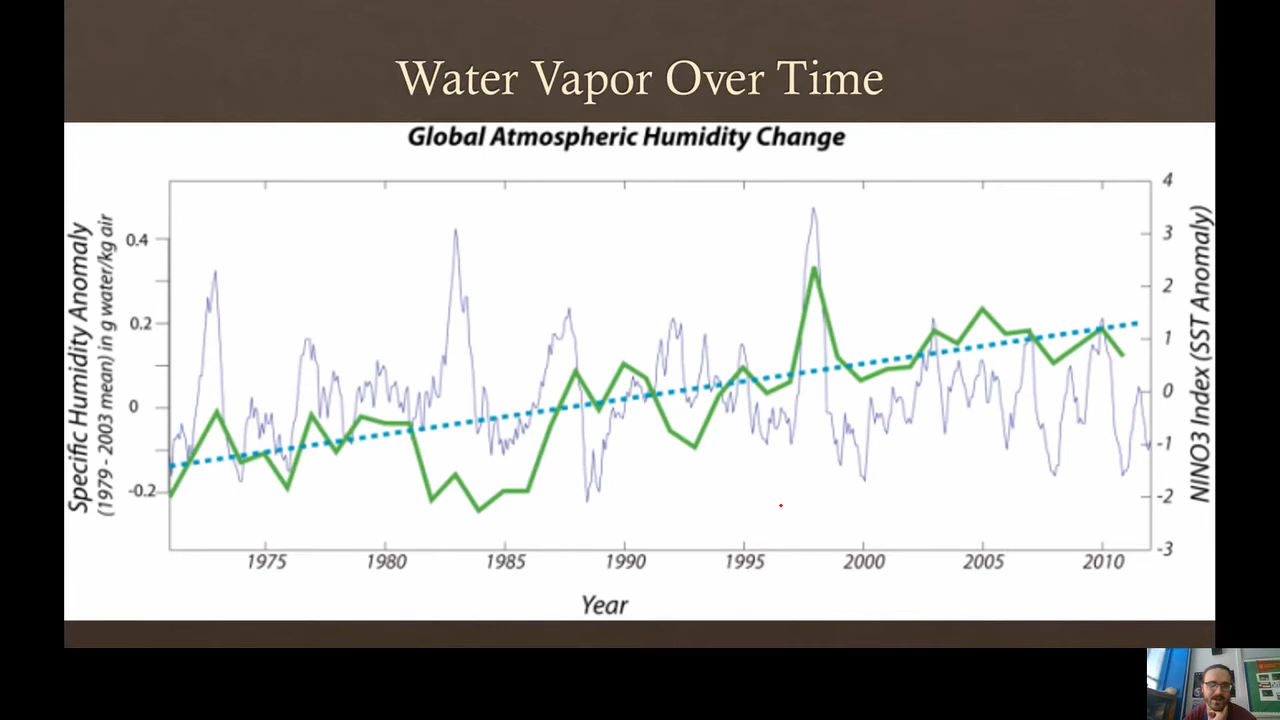 Water Vapor Over Time
Global Atmospheric Humidity Change
Specific Humidity Anomaly
(1979 - 2003 mean) in g water/kg air
0.4
0.2
0
-0.2
4
3
2
1
0
-1
-2
-3
NINO3 Index (SST Anomaly)
1975 1980 1985 1990 1995 2000 2005 2010
Year